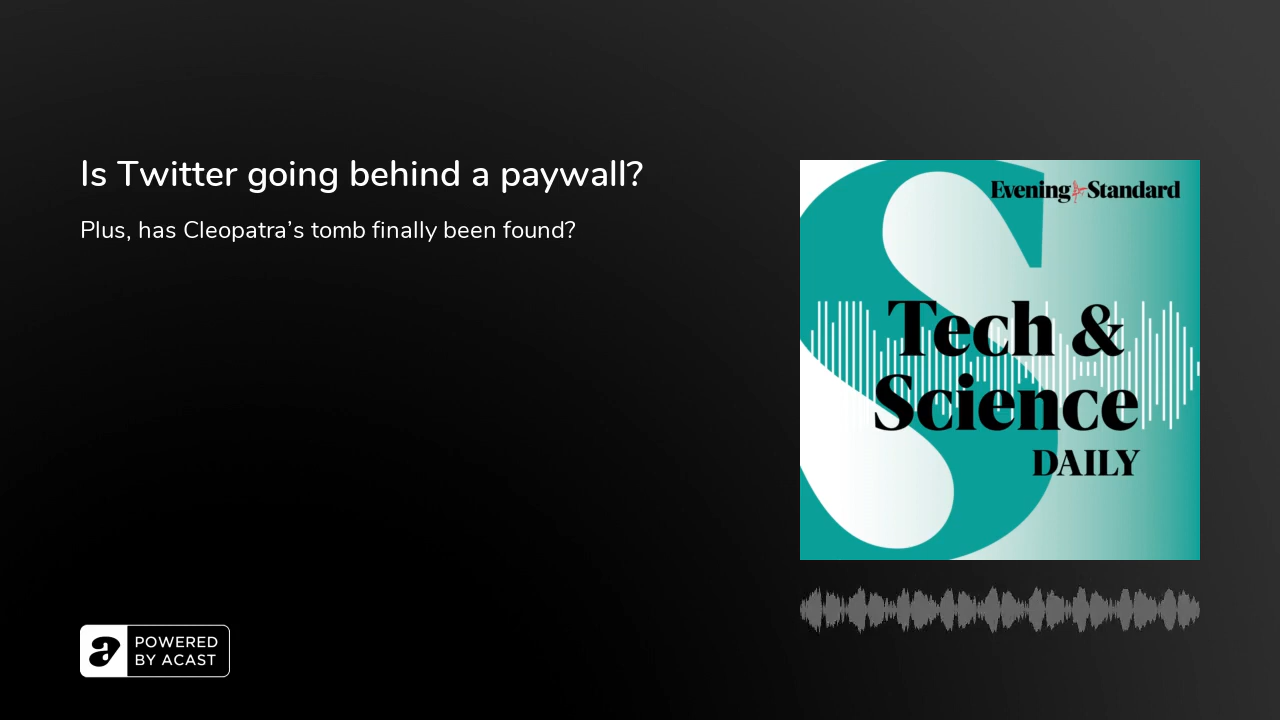 Is Twitter going behind a paywall?
Plus, has Cleopatra’s tomb finally been found?
Evening Standard
Tech &
Science
DAILY
POWERED
BY ACAST